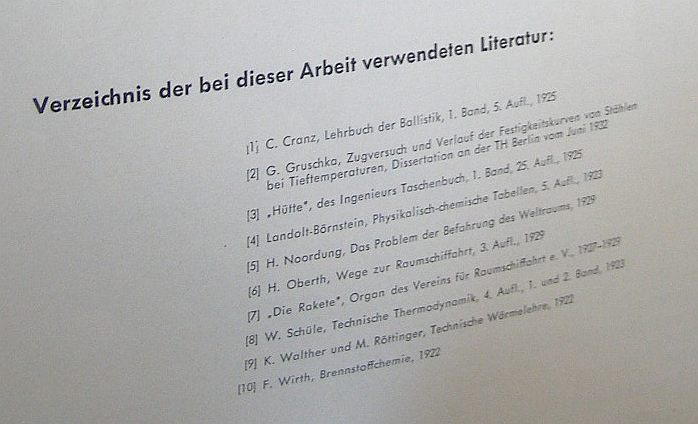 Verzeichnis der bei dieser Arbeit verwendeten Literatur:
[1] C. Cranz, Lehrbuch der Ballistik, 1. Band, 5. Aufl., 1925
[2] G. Gruschka, Zugversuch und Verlauf der Festigkeitskurven von Stählen
bei Tieftemperaturen, Dissertation an der TH Berlin vom Juni 1932
[3] „Hütte", des Ingenieurs Taschenbuch, 1. Band, 25. Aufl., 1925
[4] Landolt-Börnstein, Physikalisch-chemische Tabellen, 5. Aufl., 1923
[5] H. Noordung, Das Problem der Befahrung des Weltraums, 1929
[6] H. Oberth, Wege zur Raumschiffahrt, 3. Aufl., 1929
[7] „Die Rakete", Organ des Vereins für Raumschiffahrt e. V., 1927–1929
[8] W. Schüle, Technische Thermodynamik, 4. Aufl., 1. und 2. Band, 1923
[9] K. Walther und M. Röttinger, Technische Wärmelehre, 1922
[10] F. Wirth, Brennstoffchemie, 1922